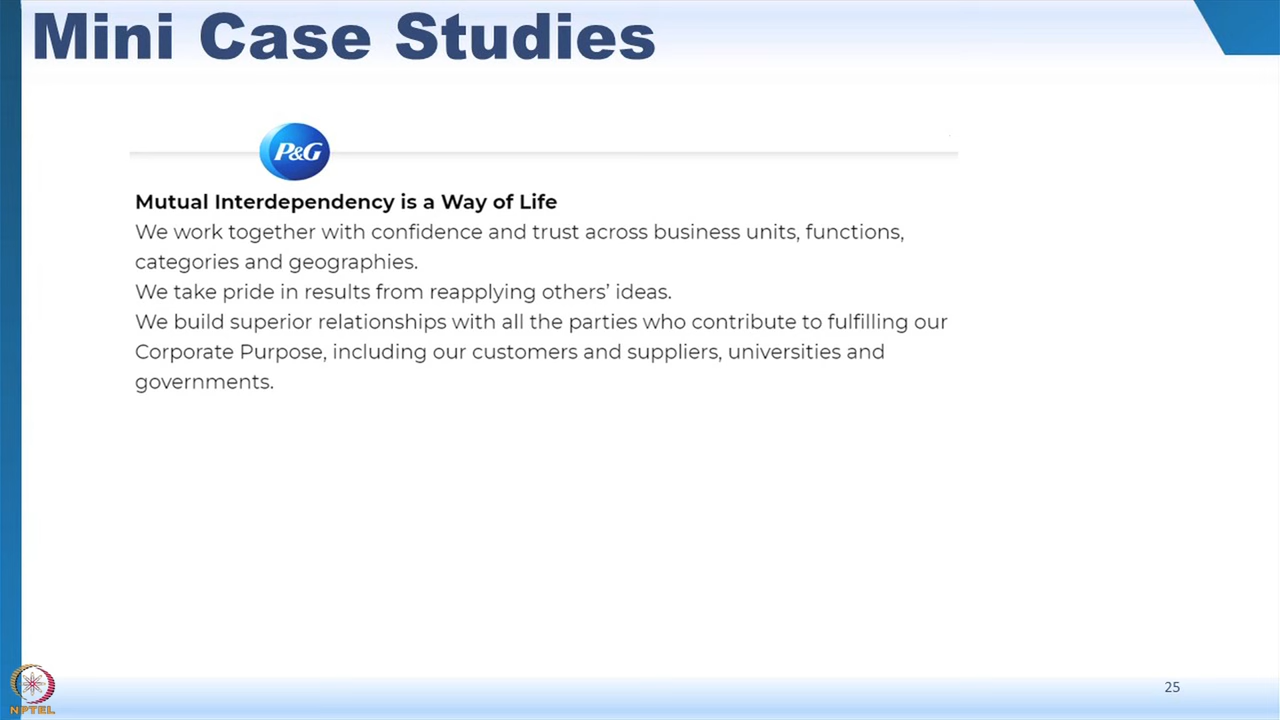 Mini Case Studies
P&G
Mutual Interdependency is a Way of Life
We work together with confidence and trust across business units, functions,
categories and geographies.
We take pride in results from reapplying others’ ideas.
We build superior relationships with all the parties who contribute to fulfilling our
Corporate Purpose, including our customers and suppliers, universities and
governments.
NPTEL
25